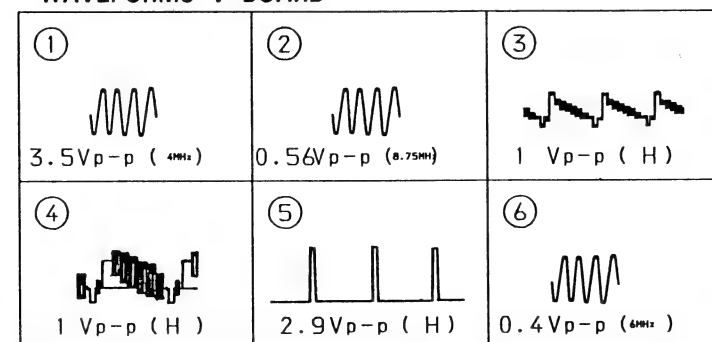 WAVEFORMS V BOARD
① ② ③
3.5Vp-p ( 4MHz ) 0.56Vp-p (8.75MH) 1 Vp-p ( H )
④ ⑤ ⑥
1 Vp-p ( H ) 2.9Vp-p ( H ) 0.4Vp-p (6MHz )